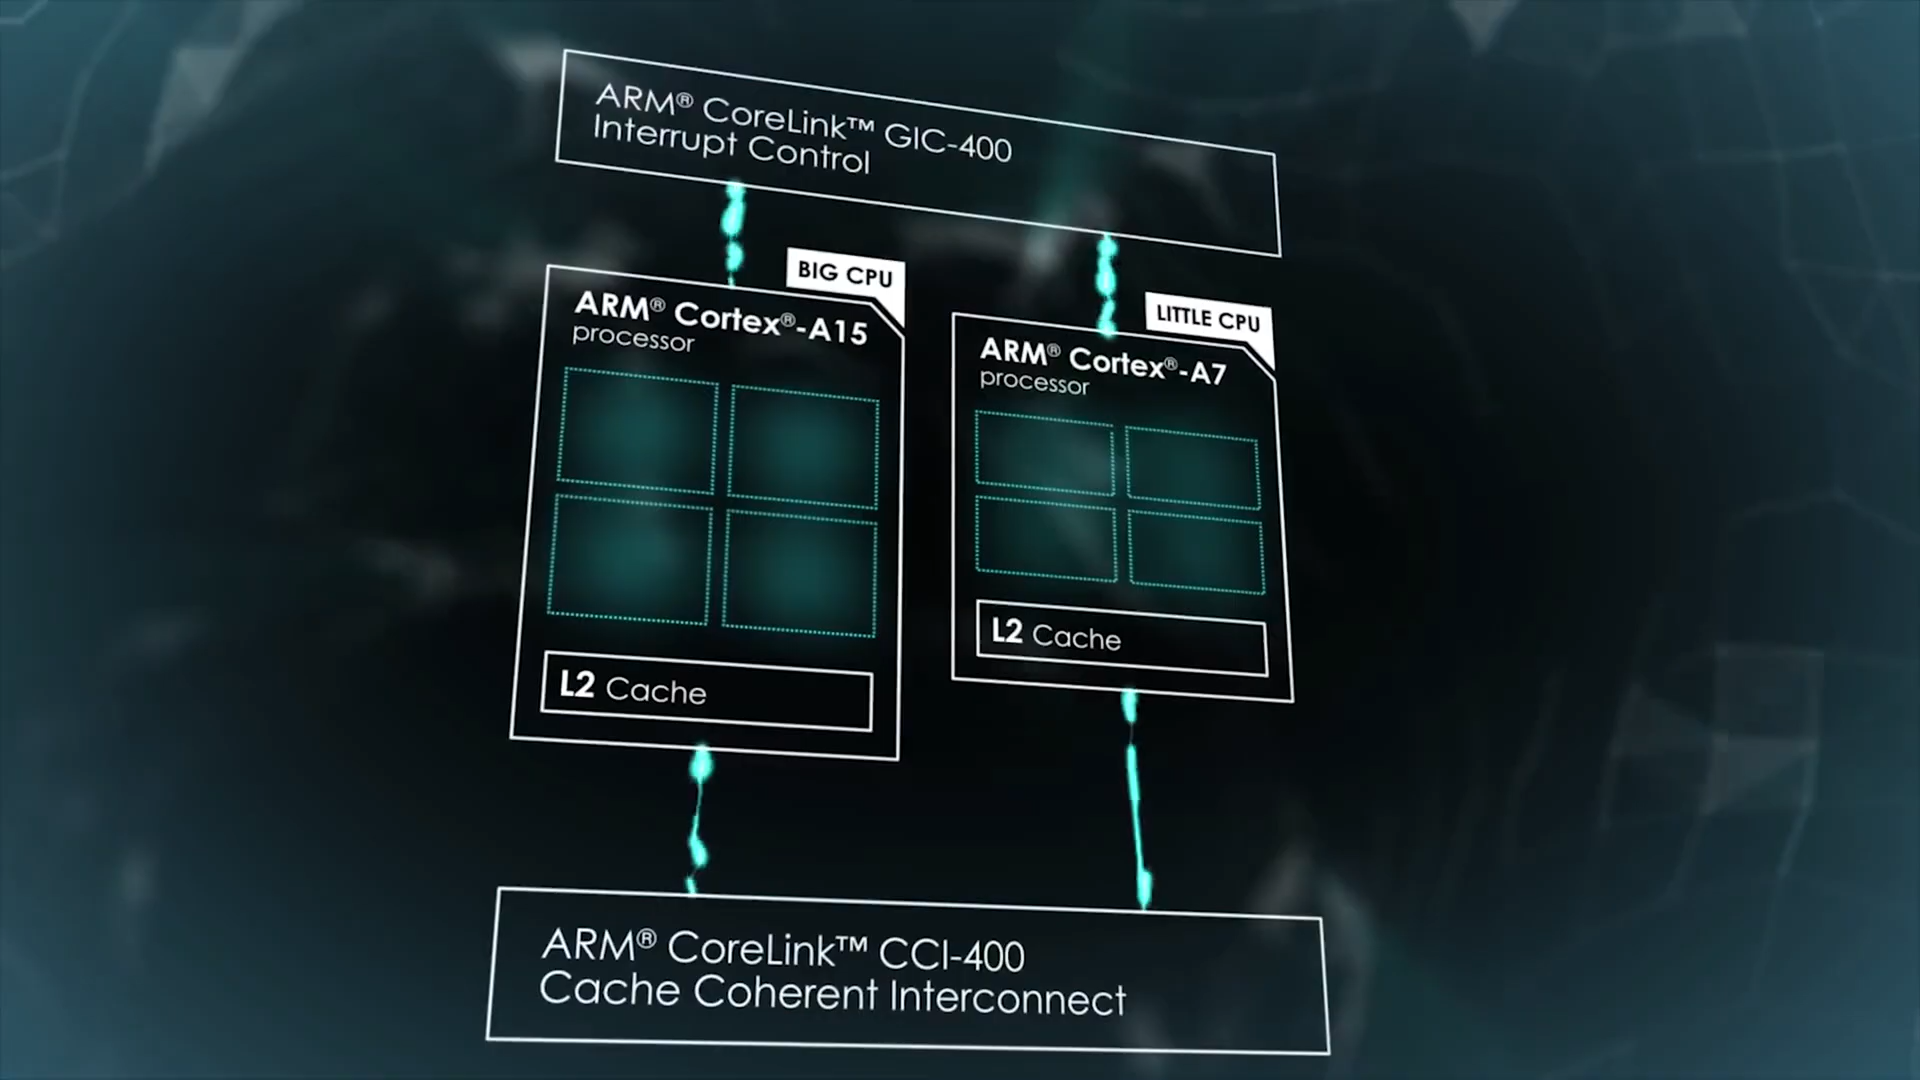 ARM® CoreLink™ GIC-400
Interrupt Control
BIG CPU
ARM® Cortex®-A15
processor
L2 Cache
LITTLE CPU
ARM® Cortex®-A7
processor
L2 Cache
ARM® CoreLink™ CCI-400
Cache Coherent Interconnect